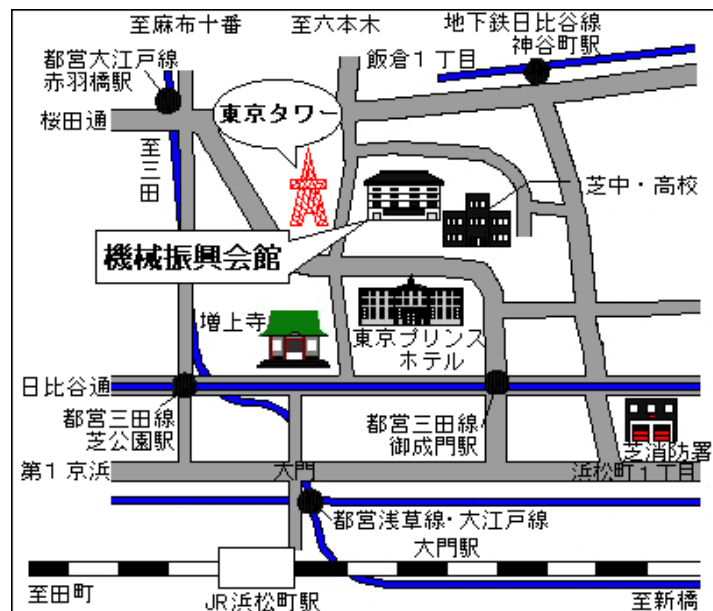 至麻布十番
至六本木
地下鉄日比谷線
神谷町駅
都営大江戸線
赤羽橋駅
飯倉1丁目
東京タワー
桜田通
至三田
芝中・高校
機械振興会館
増上寺
東京プリンス
ホテル
日比谷通
都営三田線
芝公園駅
都営三田線
御成門駅
芝消防署
第1京浜
大門
浜松町1丁目
都営浅草線・大江戸線
大門駅
至田町
JR浜松町駅
至新橋